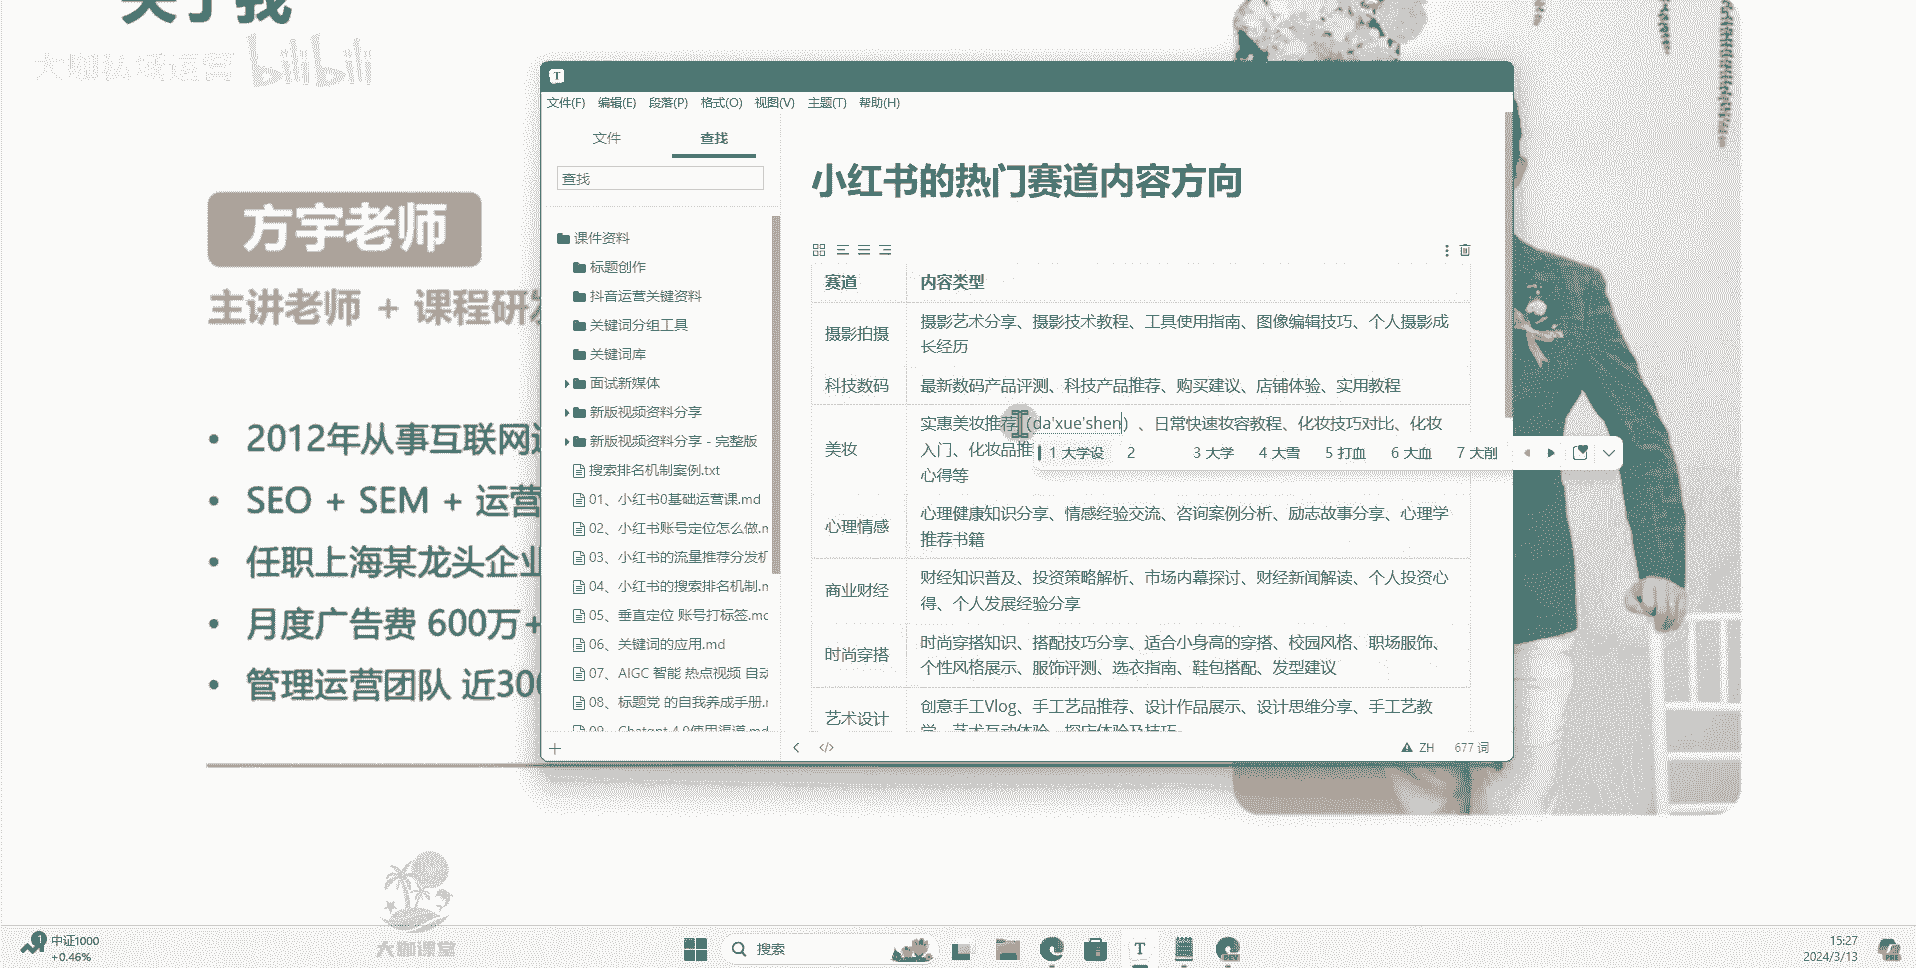 关于我
大咖私域运营 bilibili
方宇老师
主讲老师 + 课程研发
• 2012年从事互联网
• SEO + SEM + 运营
• 任职上海某龙头企业
• 月度广告费 600万+
• 管理运营团队 近300
T
文件(F) 编辑(E) 段落(P) 格式(O) 视图(V) 主题(T) 帮助(H)
文件 查找
查找
课件资料
标题创作
抖音运营关键资料
关键词分组工具
关键词库
面试新媒体
新版视频资料分享
新版视频资料分享 - 完整版
搜索排名机制案例.txt
01、小红书0基础运营课.md
02、小红书账号定位怎么做.m
03、小红书的流量推荐分发机
04、小红书的搜索排名机制.m
05、垂直定位 账号打标签.mc
06、关键词的应用.md
07、AIGC 智能 热点视频 自动
08、标题党 的自我养成手册.r
09、Chatgpt 4.0使用渠道.md
小红书的热门赛道内容方向
赛道 内容类型
摄影拍摄 摄影艺术分享、摄影技术教程、工具使用指南、图像编辑技巧、个人摄影成
长经历
科技数码 最新数码产品评测、科技产品推荐、购买建议、店铺体验、实用教程
美妆 实惠美妆推荐（da'xue'shen）、日常快速妆容教程、化妆技巧对比、化妆
入门、化妆品推
心得等
1 大学设 2 3 大学 4 大雪 5 打血 6 大血 7 大削
心理情感 心理健康知识分享、情感经验交流、咨询案例分析、励志故事分享、心理学
推荐书籍
商业财经 财经知识普及、投资策略解析、市场内幕探讨、财经新闻解读、个人投资心
得、个人发展经验分享
时尚穿搭 时尚穿搭知识、搭配技巧分享、适合小身高的穿搭、校园风格、职场服饰、
个性风格展示、服饰评测、选衣指南、鞋包搭配、发型建议
艺术设计 创意手工Vlog、手工艺品推荐、设计作品展示、设计思维分享、手工艺教
学、艺术互动体验、探店体验及技巧。
ZH 677 词
大咖课堂
1 中证1000
+0.46%
搜索
T
DEV
15:27
2024/3/13
PRE